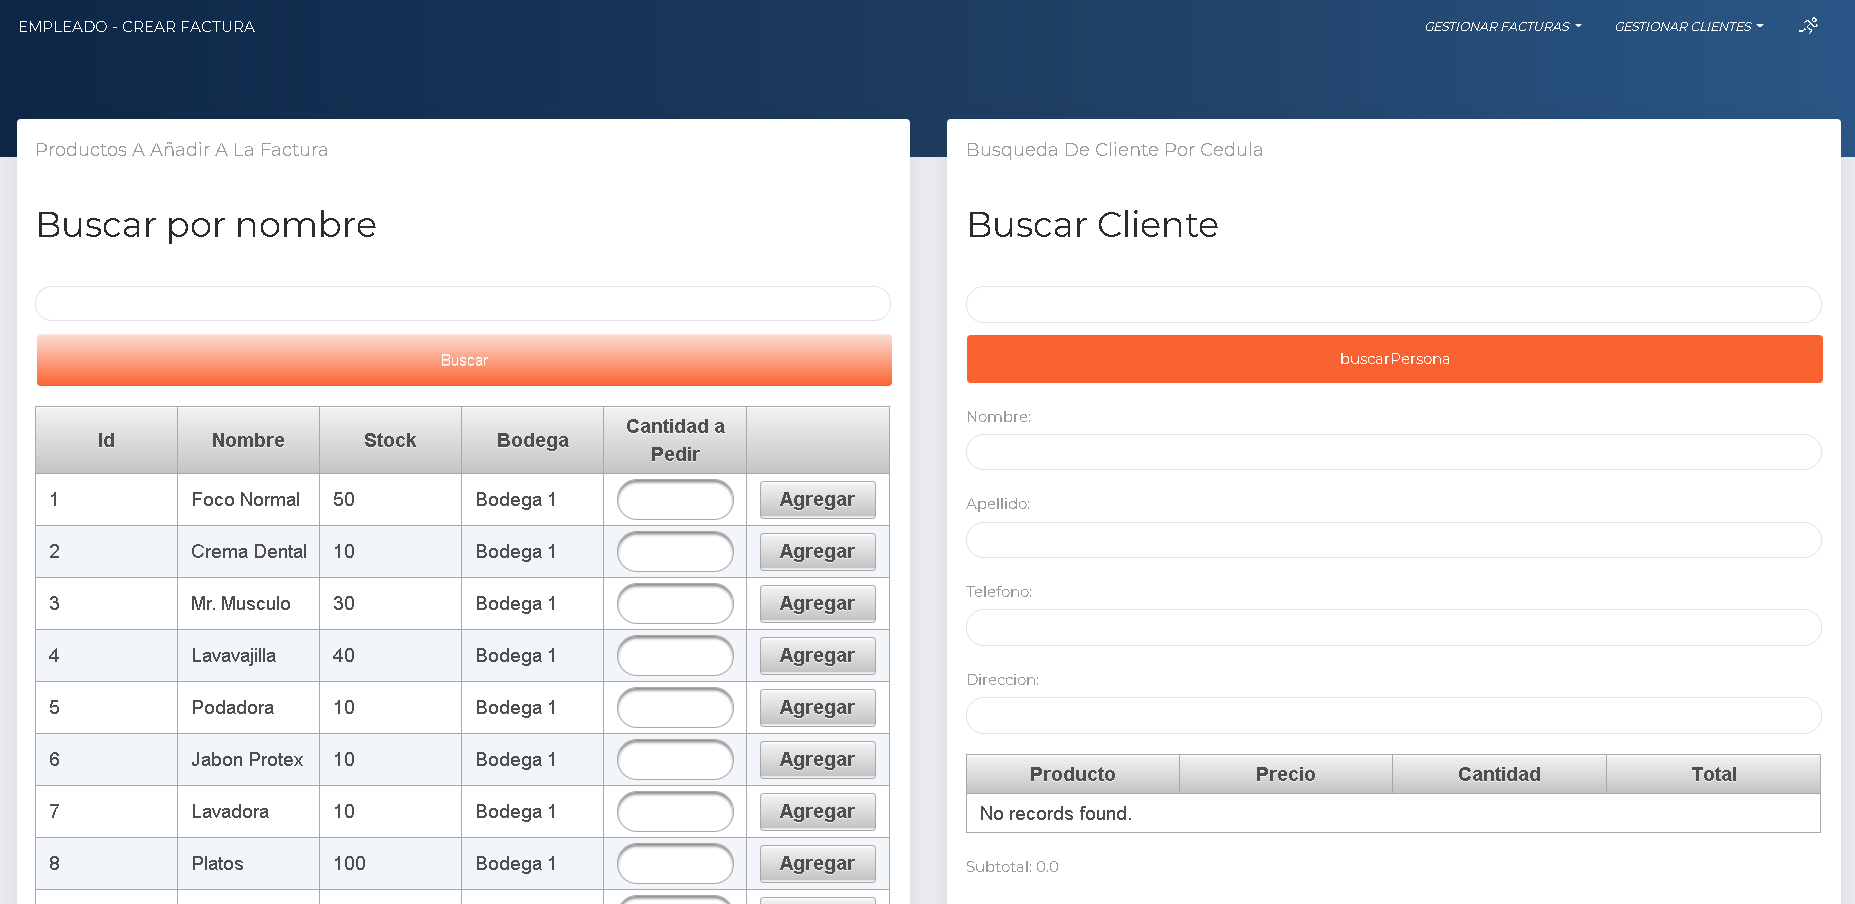 EMPLEADO - CREAR FACTURA
GESTIONAR FACTURAS
GESTIONAR CLIENTES
Productos A Añadir A La Factura
Buscar por nombre
Buscar
Id Nombre Stock Bodega Cantidad a Pedir
1 Foco Normal 50 Bodega 1 Agregar
2 Crema Dental 10 Bodega 1 Agregar
3 Mr. Musculo 30 Bodega 1 Agregar
4 Lavavajilla 40 Bodega 1 Agregar
5 Podadora 10 Bodega 1 Agregar
6 Jabon Protex 10 Bodega 1 Agregar
7 Lavadora 10 Bodega 1 Agregar
8 Platos 100 Bodega 1 Agregar
Busqueda De Cliente Por Cedula
Buscar Cliente
buscarPersona
Nombre:
Apellido:
Telefono:
Direccion:
Producto Precio Cantidad Total
No records found.
Subtotal: 0.0